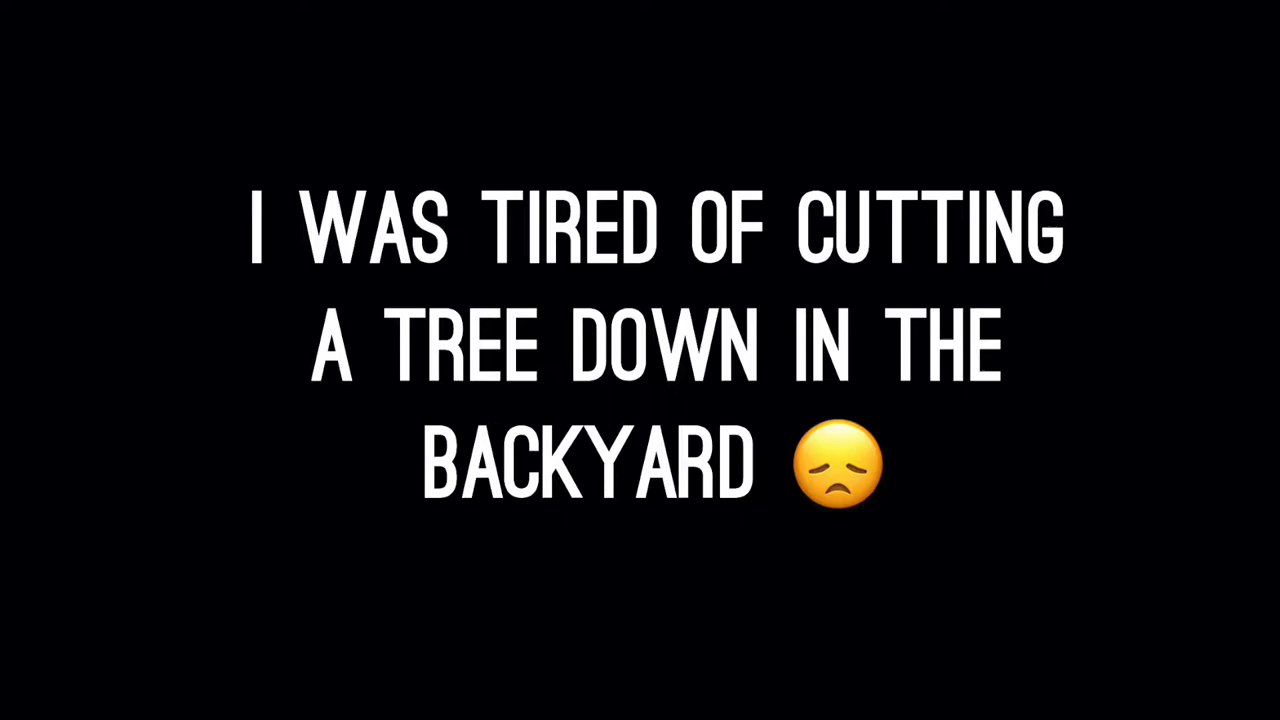 I WAS TIRED OF CUTTING
A TREE DOWN IN THE
BACKYARD 😞